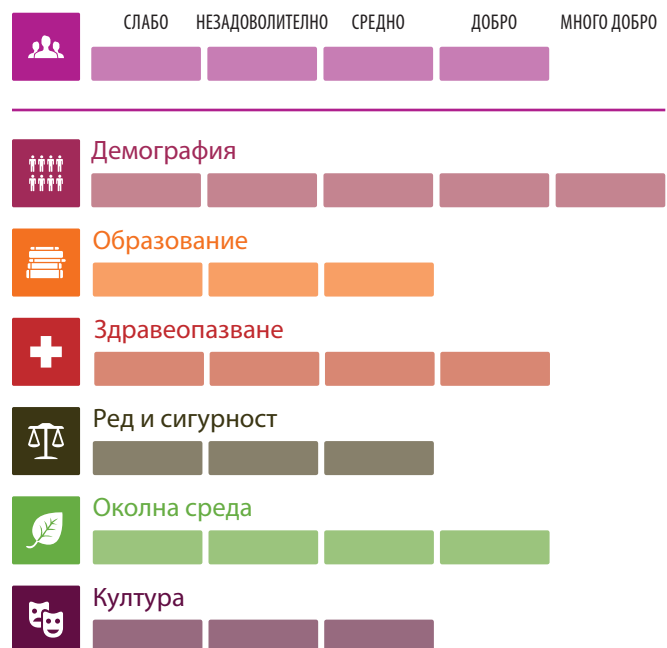 СЛАБО НЕЗАДОВОЛИТЕЛНО СРЕДНО ДОБРО МНОГО ДОБРО
Демография
Образование
Здравеопазване
Ред и сигурност
Околна среда
Култура